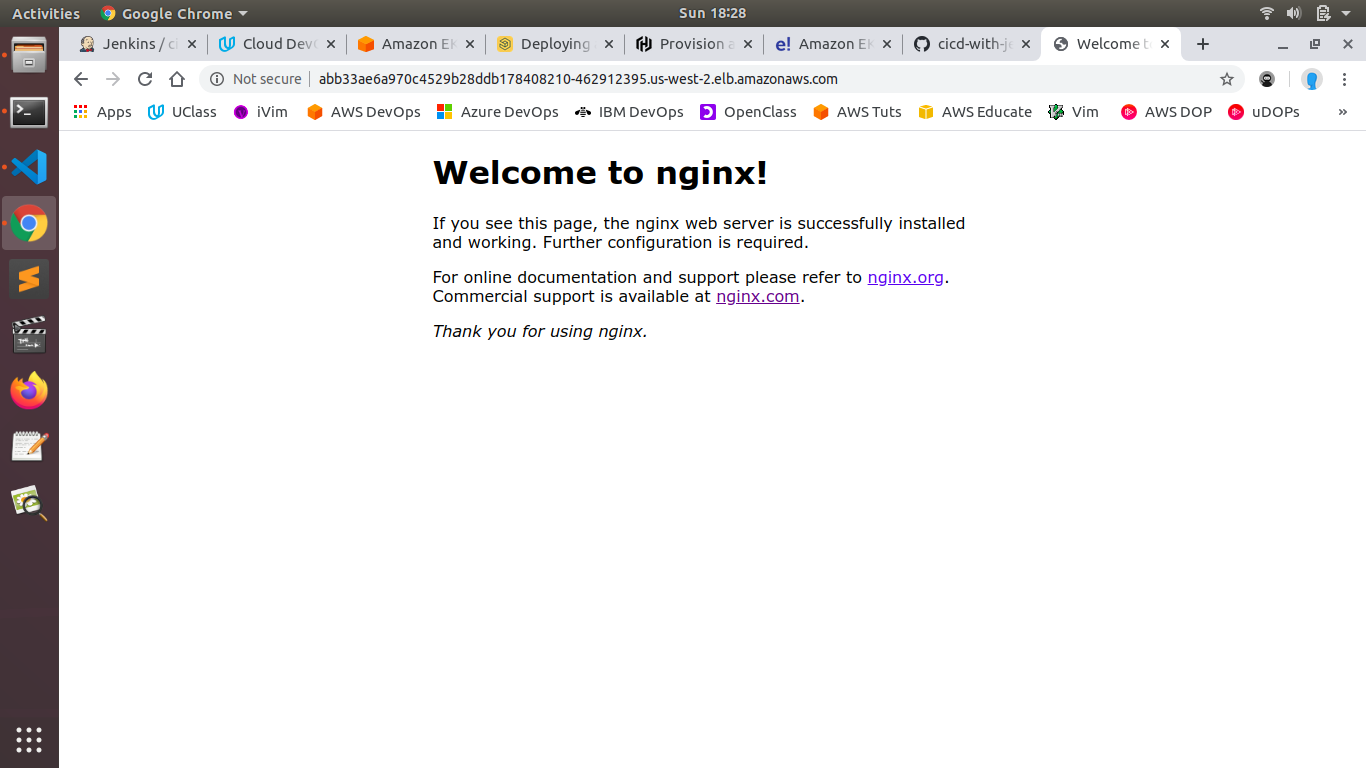 Activities Google Chrome Sun 18:28
Jenkins / ci Cloud Dev Amazon EK Deploying Provision a Amazon EK cicd-with-je Welcome to
Not secure abb33ae6a970c4529b28ddb178408210-462912395.us-west-2.elb.amazonaws.com
Apps UClass iVim AWS DevOps Azure DevOps IBM DevOps OpenClass AWS Tuts AWS Educate Vim AWS DOP uDOPs »
Welcome to nginx!
If you see this page, the nginx web server is successfully installed
and working. Further configuration is required.
For online documentation and support please refer to nginx.org.
Commercial support is available at nginx.com.
Thank you for using nginx.